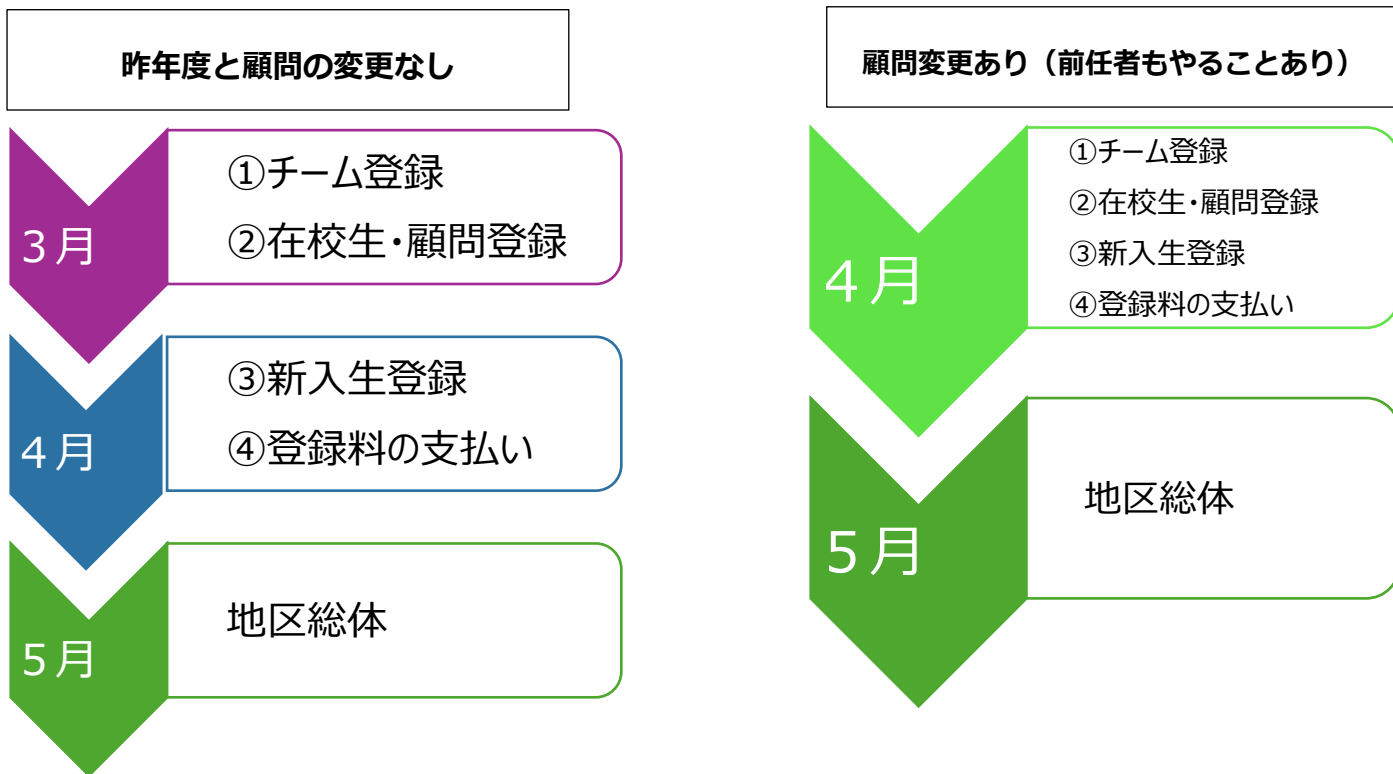 昨年度と顧問の変更なし
3月
①チーム登録
②在校生・顧問登録
4月
③新入生登録
④登録料の支払い
5月
地区総体
顧問変更あり（前任者もやることあり）
4月
①チーム登録
②在校生・顧問登録
③新入生登録
④登録料の支払い
5月
地区総体